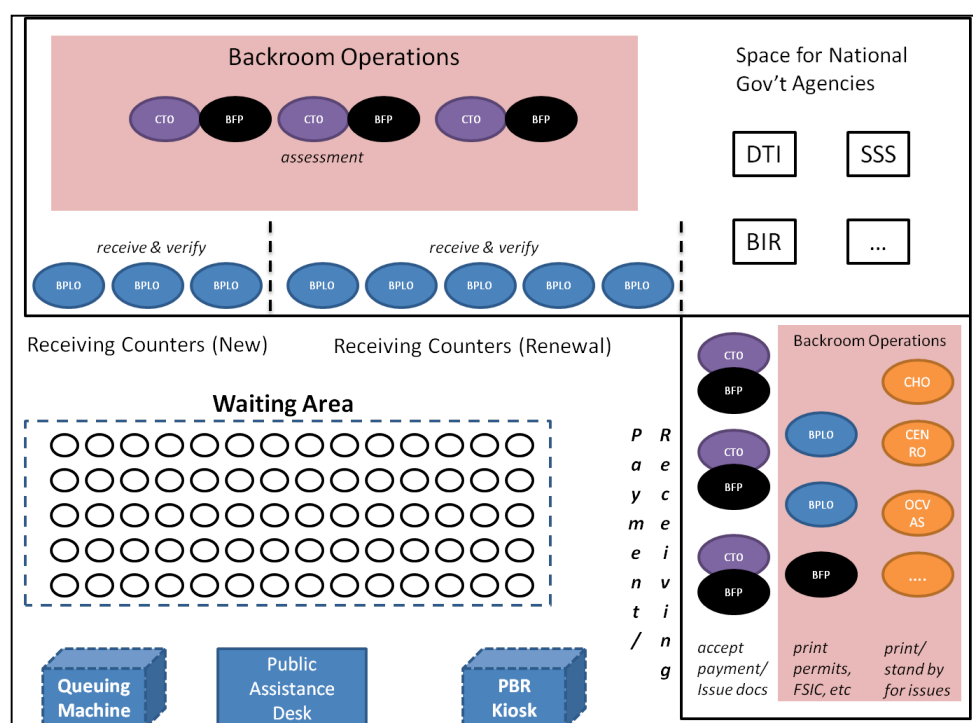 Backroom Operations
CTO BFP CTO BFP CTO BFP
assessment
Space for National
Gov't Agencies
DTI SSS
BIR ...
receive & verify receive & verify
BPLO BPLO BPLO BPLO BPLO BPLO BPLO BPLO
Receiving Counters (New) Receiving Counters (Renewal)
Waiting Area
Payment/
Receiving
CTO
BFP
CTO
BFP
CTO
BFP
accept
payment/
Issue docs
Backroom Operations
BPLO
BPLO
BFP
print
permits,
FSIC, etc
CHO
CEN
RO
OCV
AS
....
print/
stand by
for issues
Queuing
Machine
Public
Assistance
Desk
PBR
Kiosk